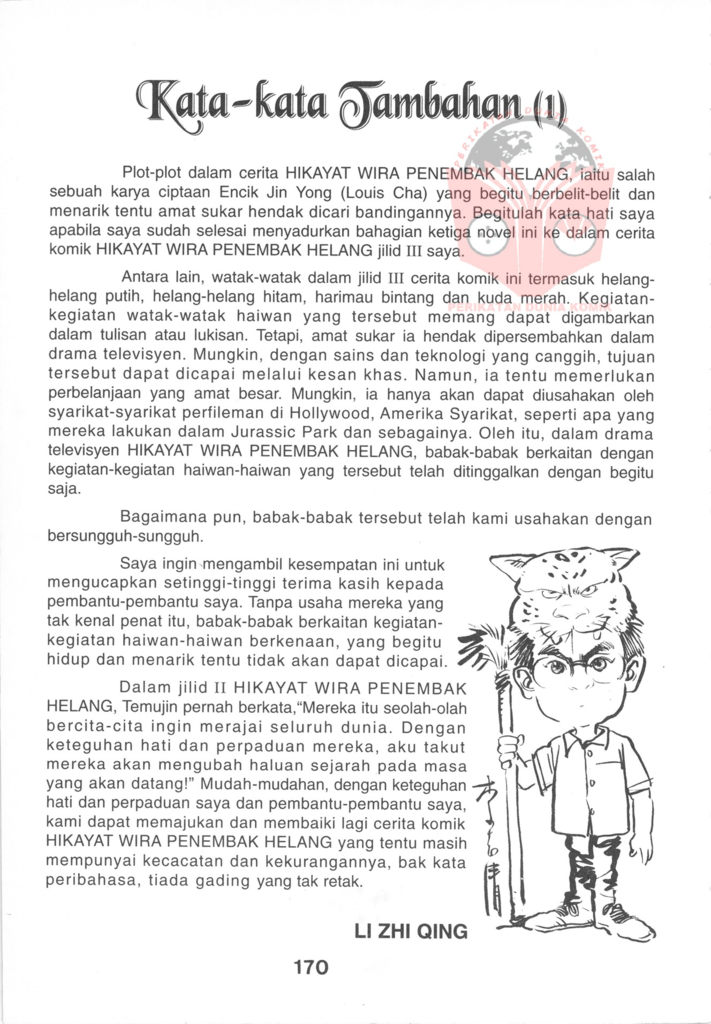 Kata-kata Tambahan (1)
Plot-plot dalam cerita HIKAYAT WIRA PENEMBAK HELANG, iaitu salah
sebuah karya ciptaan Encik Jin Yong (Louis Cha) yang begitu berbelit-belit dan
menarik tentu amat sukar hendak dicari bandingannya. Begitulah kata hati saya
apabila saya sudah selesai menyadurkan bahagian ketiga novel ini ke dalam cerita
komik HIKAYAT WIRA PENEMBAK HELANG jilid III saya.
Antara lain, watak-watak dalam jilid III cerita komik ini termasuk helang-
helang putih, helang-helang hitam, harimau bintang dan kuda merah. Kegiatan-
kegiatan watak-watak haiwan yang tersebut memang dapat digambarkan
dalam tulisan atau lukisan. Tetapi, amat sukar ia hendak dipersembahkan dalam
drama televisyen. Mungkin, dengan sains dan teknologi yang canggih, tujuan
tersebut dapat dicapai melalui kesan khas. Namun, ia tentu memerlukan
perbelanjaan yang amat besar. Mungkin, ia hanya akan dapat diusahakan oleh
syarikat-syarikat perfileman di Hollywood, Amerika Syarikat, seperti apa yang
mereka lakukan dalam Jurassic Park dan sebagainya. Oleh itu, dalam drama
televisyen HIKAYAT WIRA PENEMBAK HELANG, babak-babak berkaitan dengan
kegiatan-kegiatan haiwan-haiwan yang tersebut telah ditinggalkan dengan begitu
saja.
Bagaimana pun, babak-babak tersebut telah kami usahakan dengan
bersungguh-sungguh.
Saya ingin mengambil kesempatan ini untuk
mengucapkan setinggi-tinggi terima kasih kepada
pembantu-pembantu saya. Tanpa usaha mereka yang
tak kenal penat itu, babak-babak berkaitan kegiatan-
kegiatan haiwan-haiwan berkenaan, yang begitu
hidup dan menarik tentu tidak akan dapat dicapai.
Dalam jilid II HIKAYAT WIRA PENEMBAK
HELANG, Temujin pernah berkata,“Mereka itu seolah-olah
bercita-cita ingin merajai seluruh dunia. Dengan
keteguhan hati dan perpaduan mereka, aku takut
mereka akan mengubah haluan sejarah pada masa
yang akan datang!” Mudah-mudahan, dengan keteguhan
hati dan perpaduan saya dan pembantu-pembantu saya,
kami dapat memajukan dan membaiki lagi cerita komik
HIKAYAT WIRA PENEMBAK HELANG yang tentu masih
mempunyai kecacatan dan kekurangannya, bak kata
peribahasa, tiada gading yang tak retak.
LI ZHI QING
170
PERIKATAN DUNIA KOMIK
PERIKATAN DUNIA KOMIK